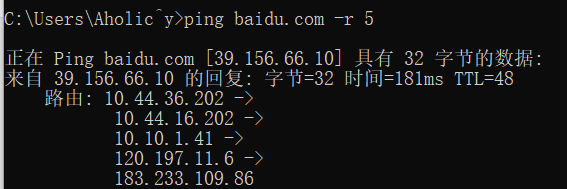 C:\Users\Aholic^y>ping baidu.com -r 5
正在 Ping baidu.com [39.156.66.10] 具有 32 字节的数据:
来自 39.156.66.10 的回复: 字节=32 时间=181ms TTL=48
路由: 10.44.36.202 ->
10.44.16.202 ->
10.10.1.41 ->
120.197.11.6 ->
183.233.109.86